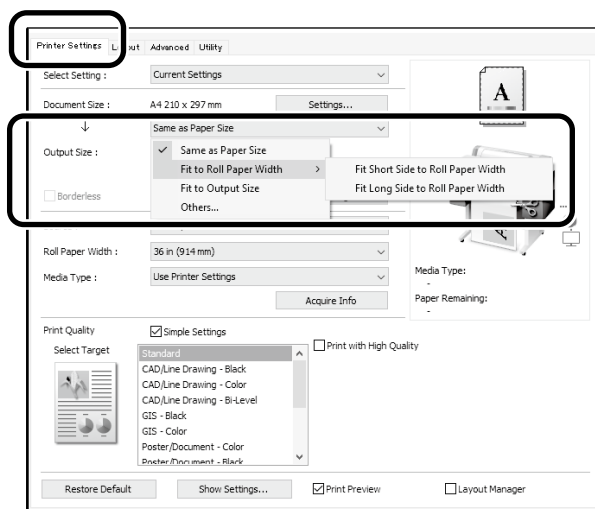 Printer Settings Layout Advanced Utility
Select Setting : Current Settings
Document Size : A4 210 x 297 mm Settings...
↓ Same as Paper Size
Output Size : ✓ Same as Paper Size
Fit to Roll Paper Width > Fit Short Side to Roll Paper Width
Fit to Output Size Fit Long Side to Roll Paper Width
Borderless
Others...
A
...
Roll Paper Width : 36 in (914 mm)
Media Type : Use Printer Settings
Acquire Info
Media Type:
-
Paper Remaining:
-
Print Quality Simple Settings
Select Target
Standard
CAD/Line Drawing - Black
CAD/Line Drawing - Color
CAD/Line Drawing - Bi-Level
GIS - Black
GIS - Color
Poster/Document - Color
Poster/Document - Black
Print with High Quality
Restore Default Show Settings... Print Preview Layout Manager